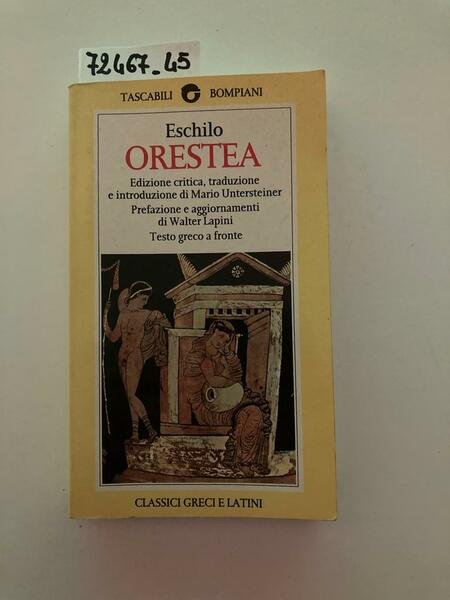 72467_45
TASCABILI BOMPIANI
Eschilo
ORESTEA
Edizione critica, traduzione
e introduzione di Mario Untersteiner
Prefazione e aggiornamenti
di Walter Lapini
Testo greco a fronte
CLASSICI GRECI E LATINI